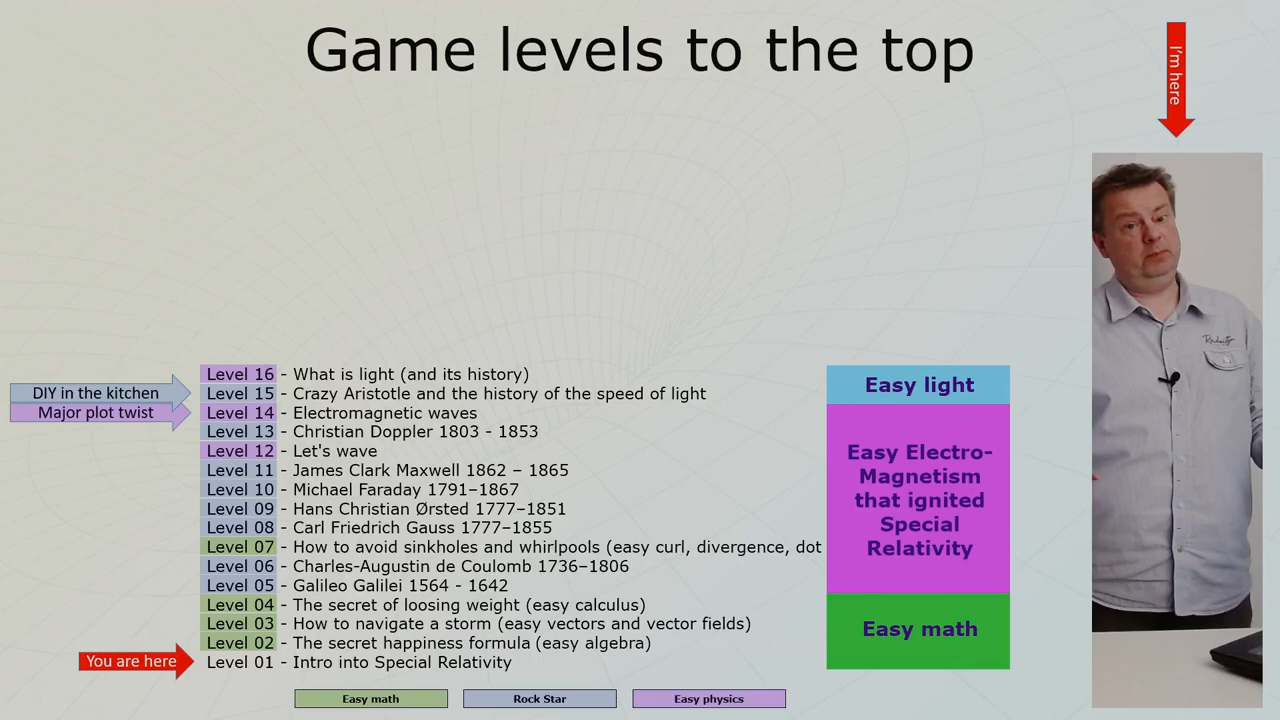 Game levels to the top
I'm here
Level 16 - What is light (and its history)
DIY in the kitchen
Level 15 - Crazy Aristotle and the history of the speed of light
Major plot twist
Level 14 - Electromagnetic waves
Level 13 - Christian Doppler 1803 - 1853
Level 12 - Let's wave
Level 11 - James Clark Maxwell 1862 – 1865
Level 10 - Michael Faraday 1791–1867
Level 09 - Hans Christian Ørsted 1777–1851
Level 08 - Carl Friedrich Gauss 1777–1855
Level 07 - How to avoid sinkholes and whirlpools (easy curl, divergence, dot
Level 06 - Charles-Augustin de Coulomb 1736–1806
Level 05 - Galileo Galilei 1564 - 1642
Level 04 - The secret of loosing weight (easy calculus)
Level 03 - How to navigate a storm (easy vectors and vector fields)
Level 02 - The secret happiness formula (easy algebra)
You are here
Level 01 - Intro into Special Relativity
Easy light
Easy Electro-
Magnetism
that ignited
Special
Relativity
Easy math
Easy math
Rock Star
Easy physics